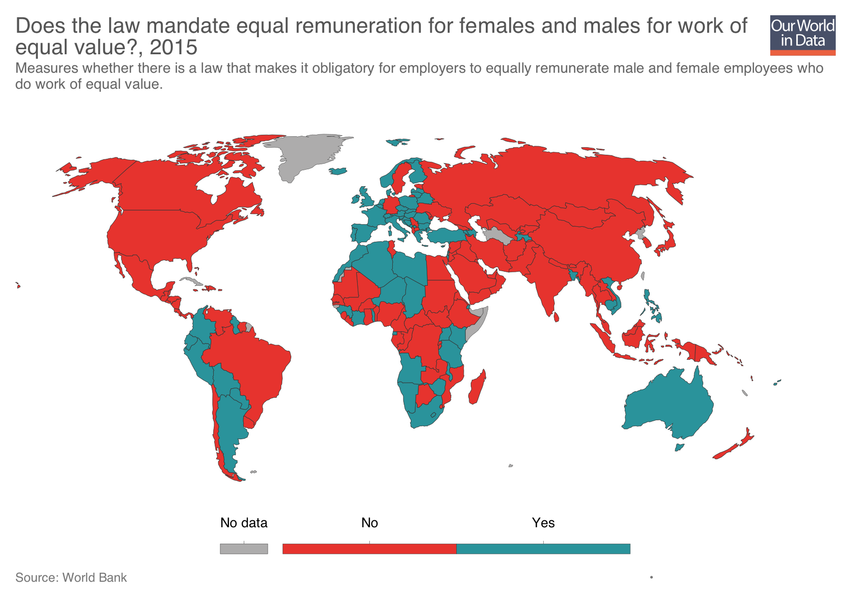 Does the law mandate equal remuneration for females and males for work of
equal value?, 2015
Our World
in Data
Measures whether there is a law that makes it obligatory for employers to equally remunerate male and female employees who
do work of equal value.
No data
No
Yes
Source: World Bank